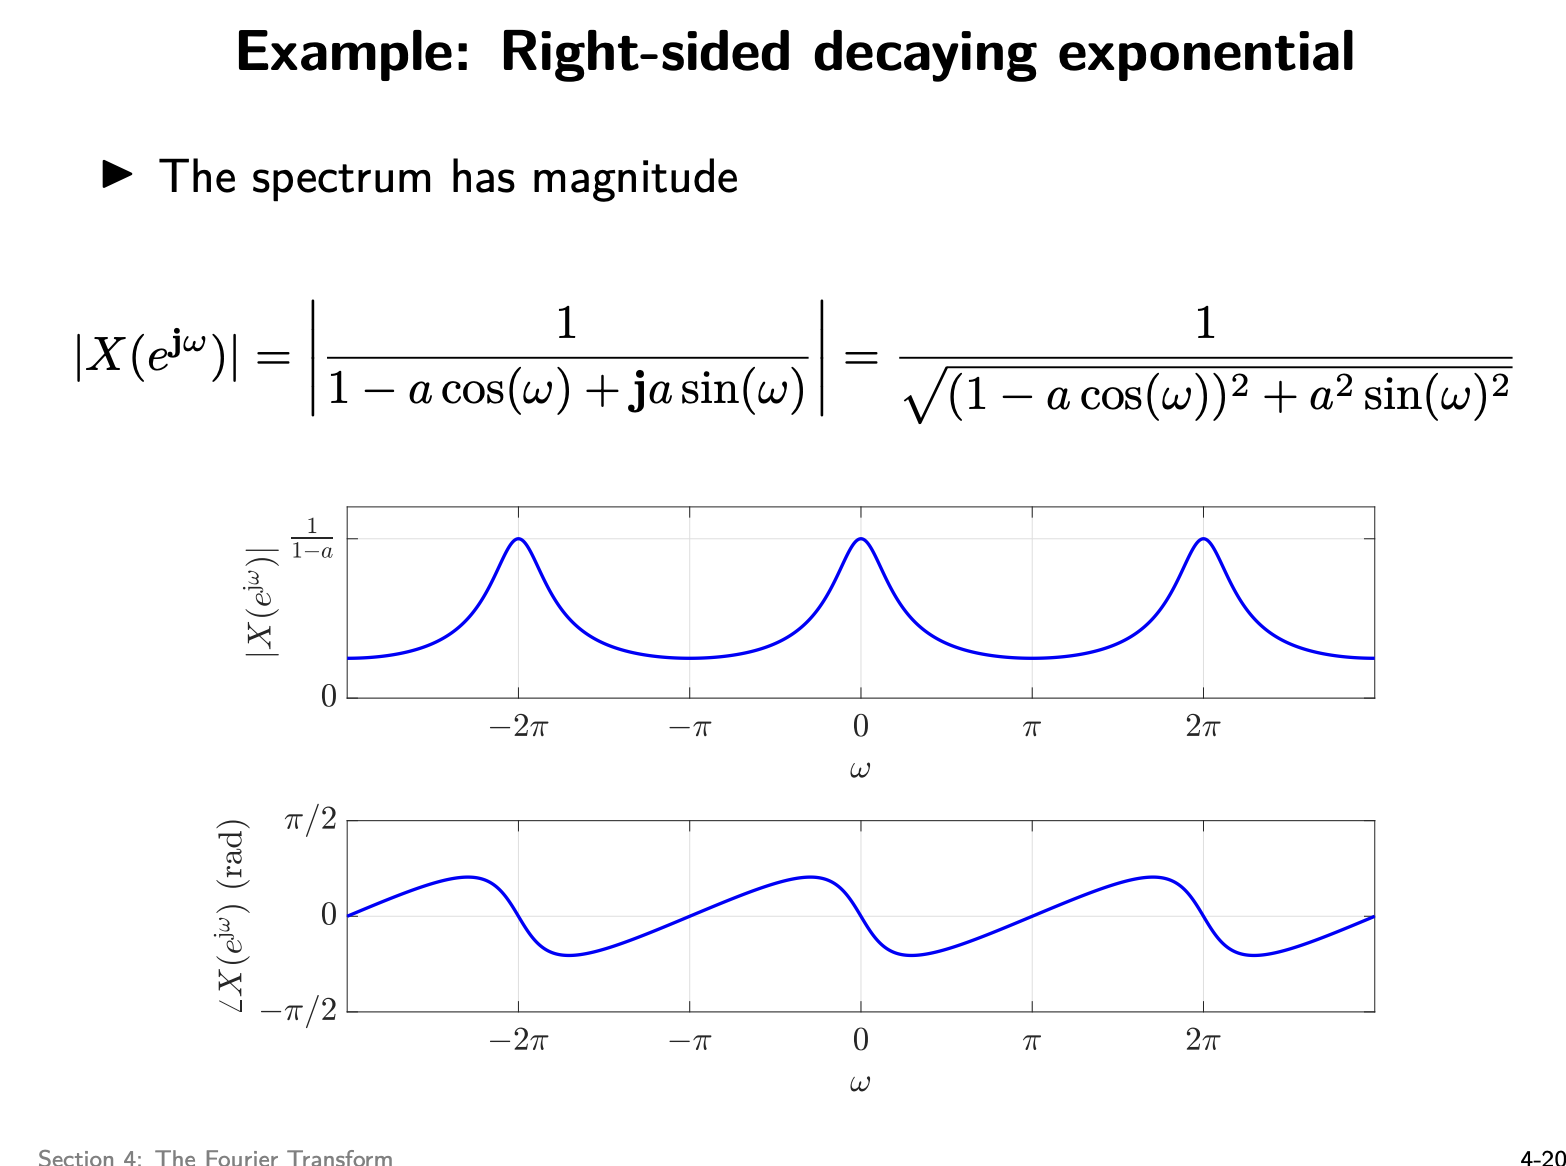 Example: Right-sided decaying exponential
▶ The spectrum has magnitude
|X(e^{jω})| = |1 / (1 − a cos(ω) + ja sin(ω))| = 1 / √((1 − a cos(ω))² + a² sin(ω)²)
|X(e^{jω})|
1/(1−a)
0
−2π −π 0 π 2π
ω
∠X(e^{jω}) (rad)
π/2
0
−π/2
−2π −π 0 π 2π
ω
Section 4: The Fourier Transform 4-20